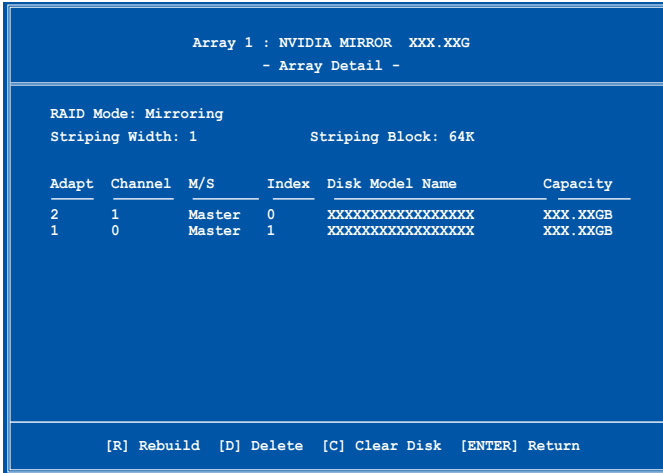 Array 1 : NVIDIA MIRROR XXX.XXG
- Array Detail -
RAID Mode: Mirroring
Striping Width: 1 Striping Block: 64K
Adapt Channel M/S Index Disk Model Name Capacity
2 1 Master 0 XXXXXXXXXXXXXXXXX XXX.XXGB
1 0 Master 1 XXXXXXXXXXXXXXXXX XXX.XXGB
[R] Rebuild [D] Delete [C] Clear Disk [ENTER] Return